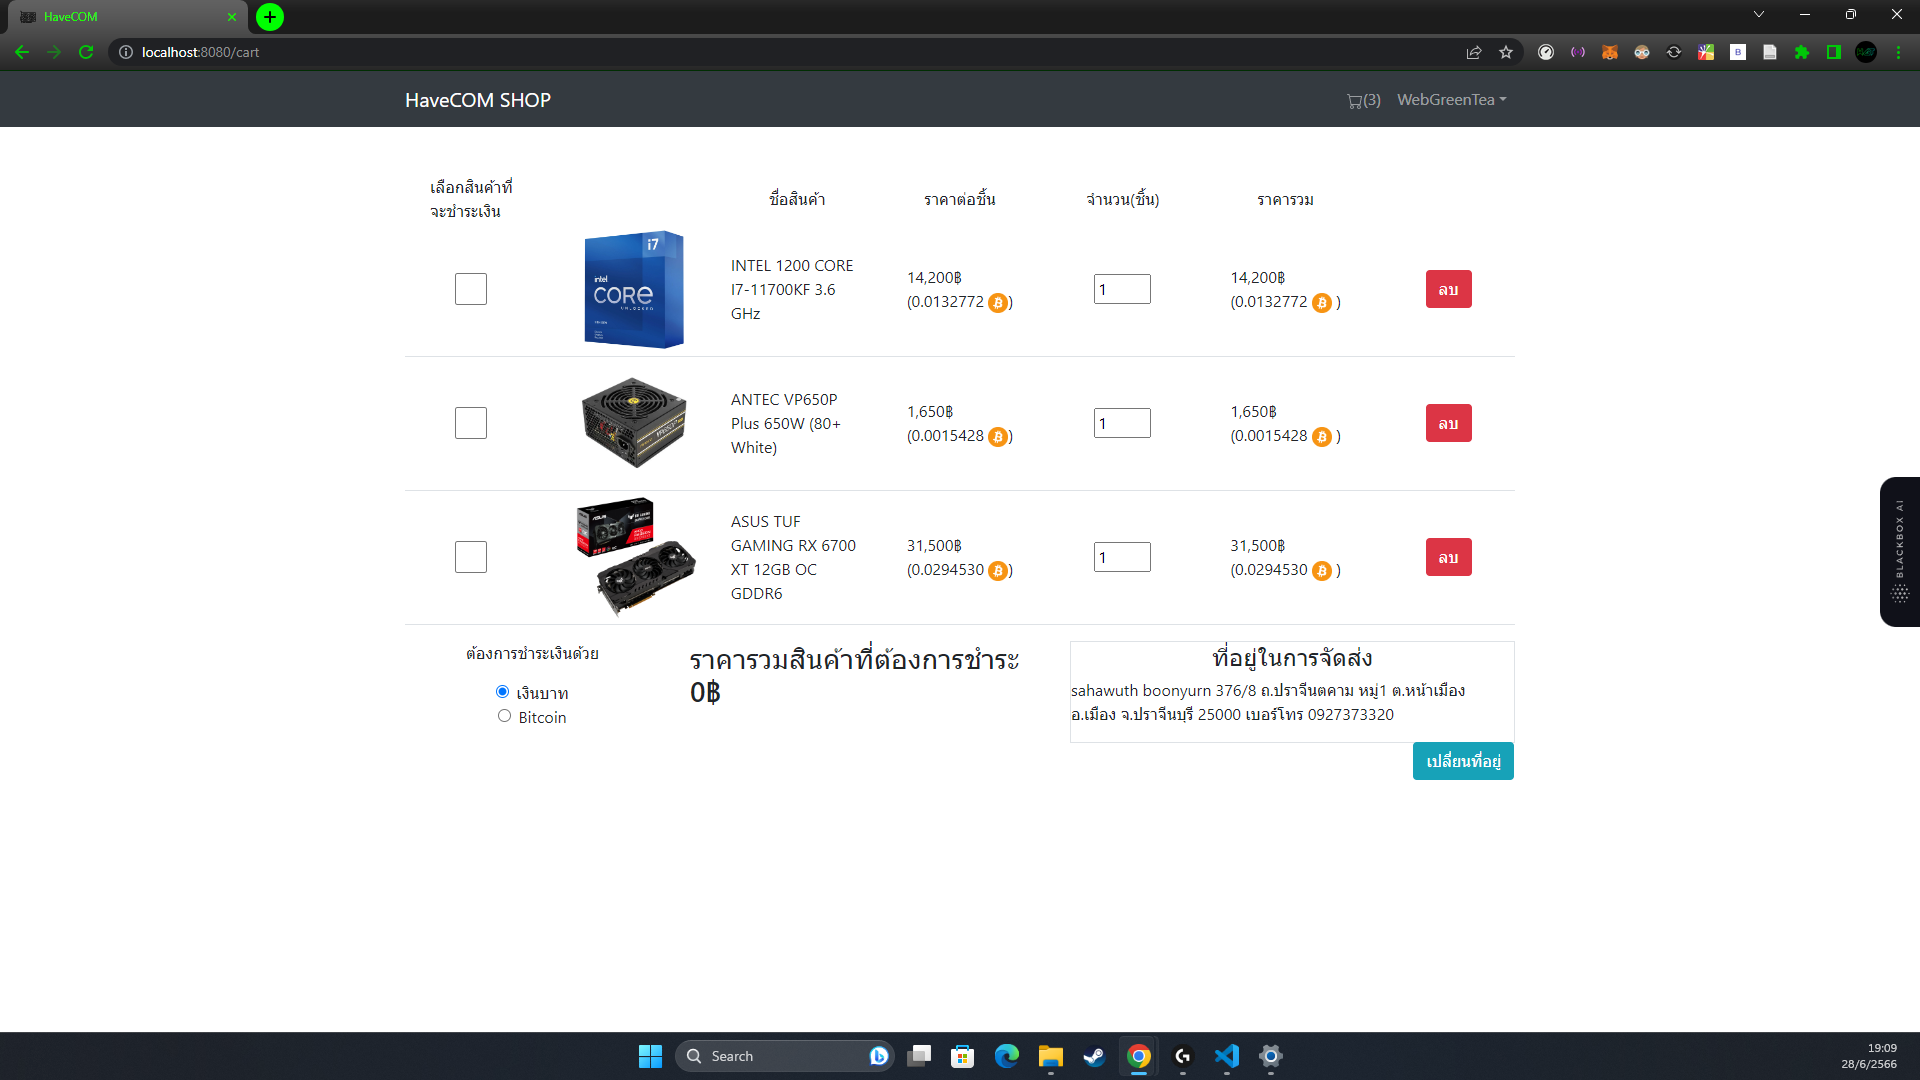 HaveCOM
localhost:8080/cart
HaveCOM SHOP
(3)
WebGreenTea
เลือกสินค้าที่
จะชำระเงิน
ชื่อสินค้า
ราคาต่อชิ้น
จำนวน(ชิ้น)
ราคารวม
i7
intel
CORE
UNLOCKED
INTEL 1200 CORE
I7-11700KF 3.6
GHz
14,200฿
(0.0132772 )
1
14,200฿
(0.0132772 )
ลบ
ANTEC VP650P
Plus 650W (80+
White)
1,650฿
(0.0015428 )
1
1,650฿
(0.0015428 )
ลบ
ASUS TUF
GAMING RX 6700
XT 12GB OC
GDDR6
31,500฿
(0.0294530 )
1
31,500฿
(0.0294530 )
ลบ
BLACKBOX AI
ต้องการชำระเงินด้วย
เงินบาท
Bitcoin
ราคารวมสินค้าที่ต้องการชำระ
0฿
ที่อยู่ในการจัดส่ง
sahawuth boonyurn 376/8 ถ.ปราจีนตคาม หมู่1 ต.หน้าเมือง
อ.เมือง จ.ปราจีนบุรี 25000 เบอร์โทร 0927373320
เปลี่ยนที่อยู่
Search
19:09
28/6/2566